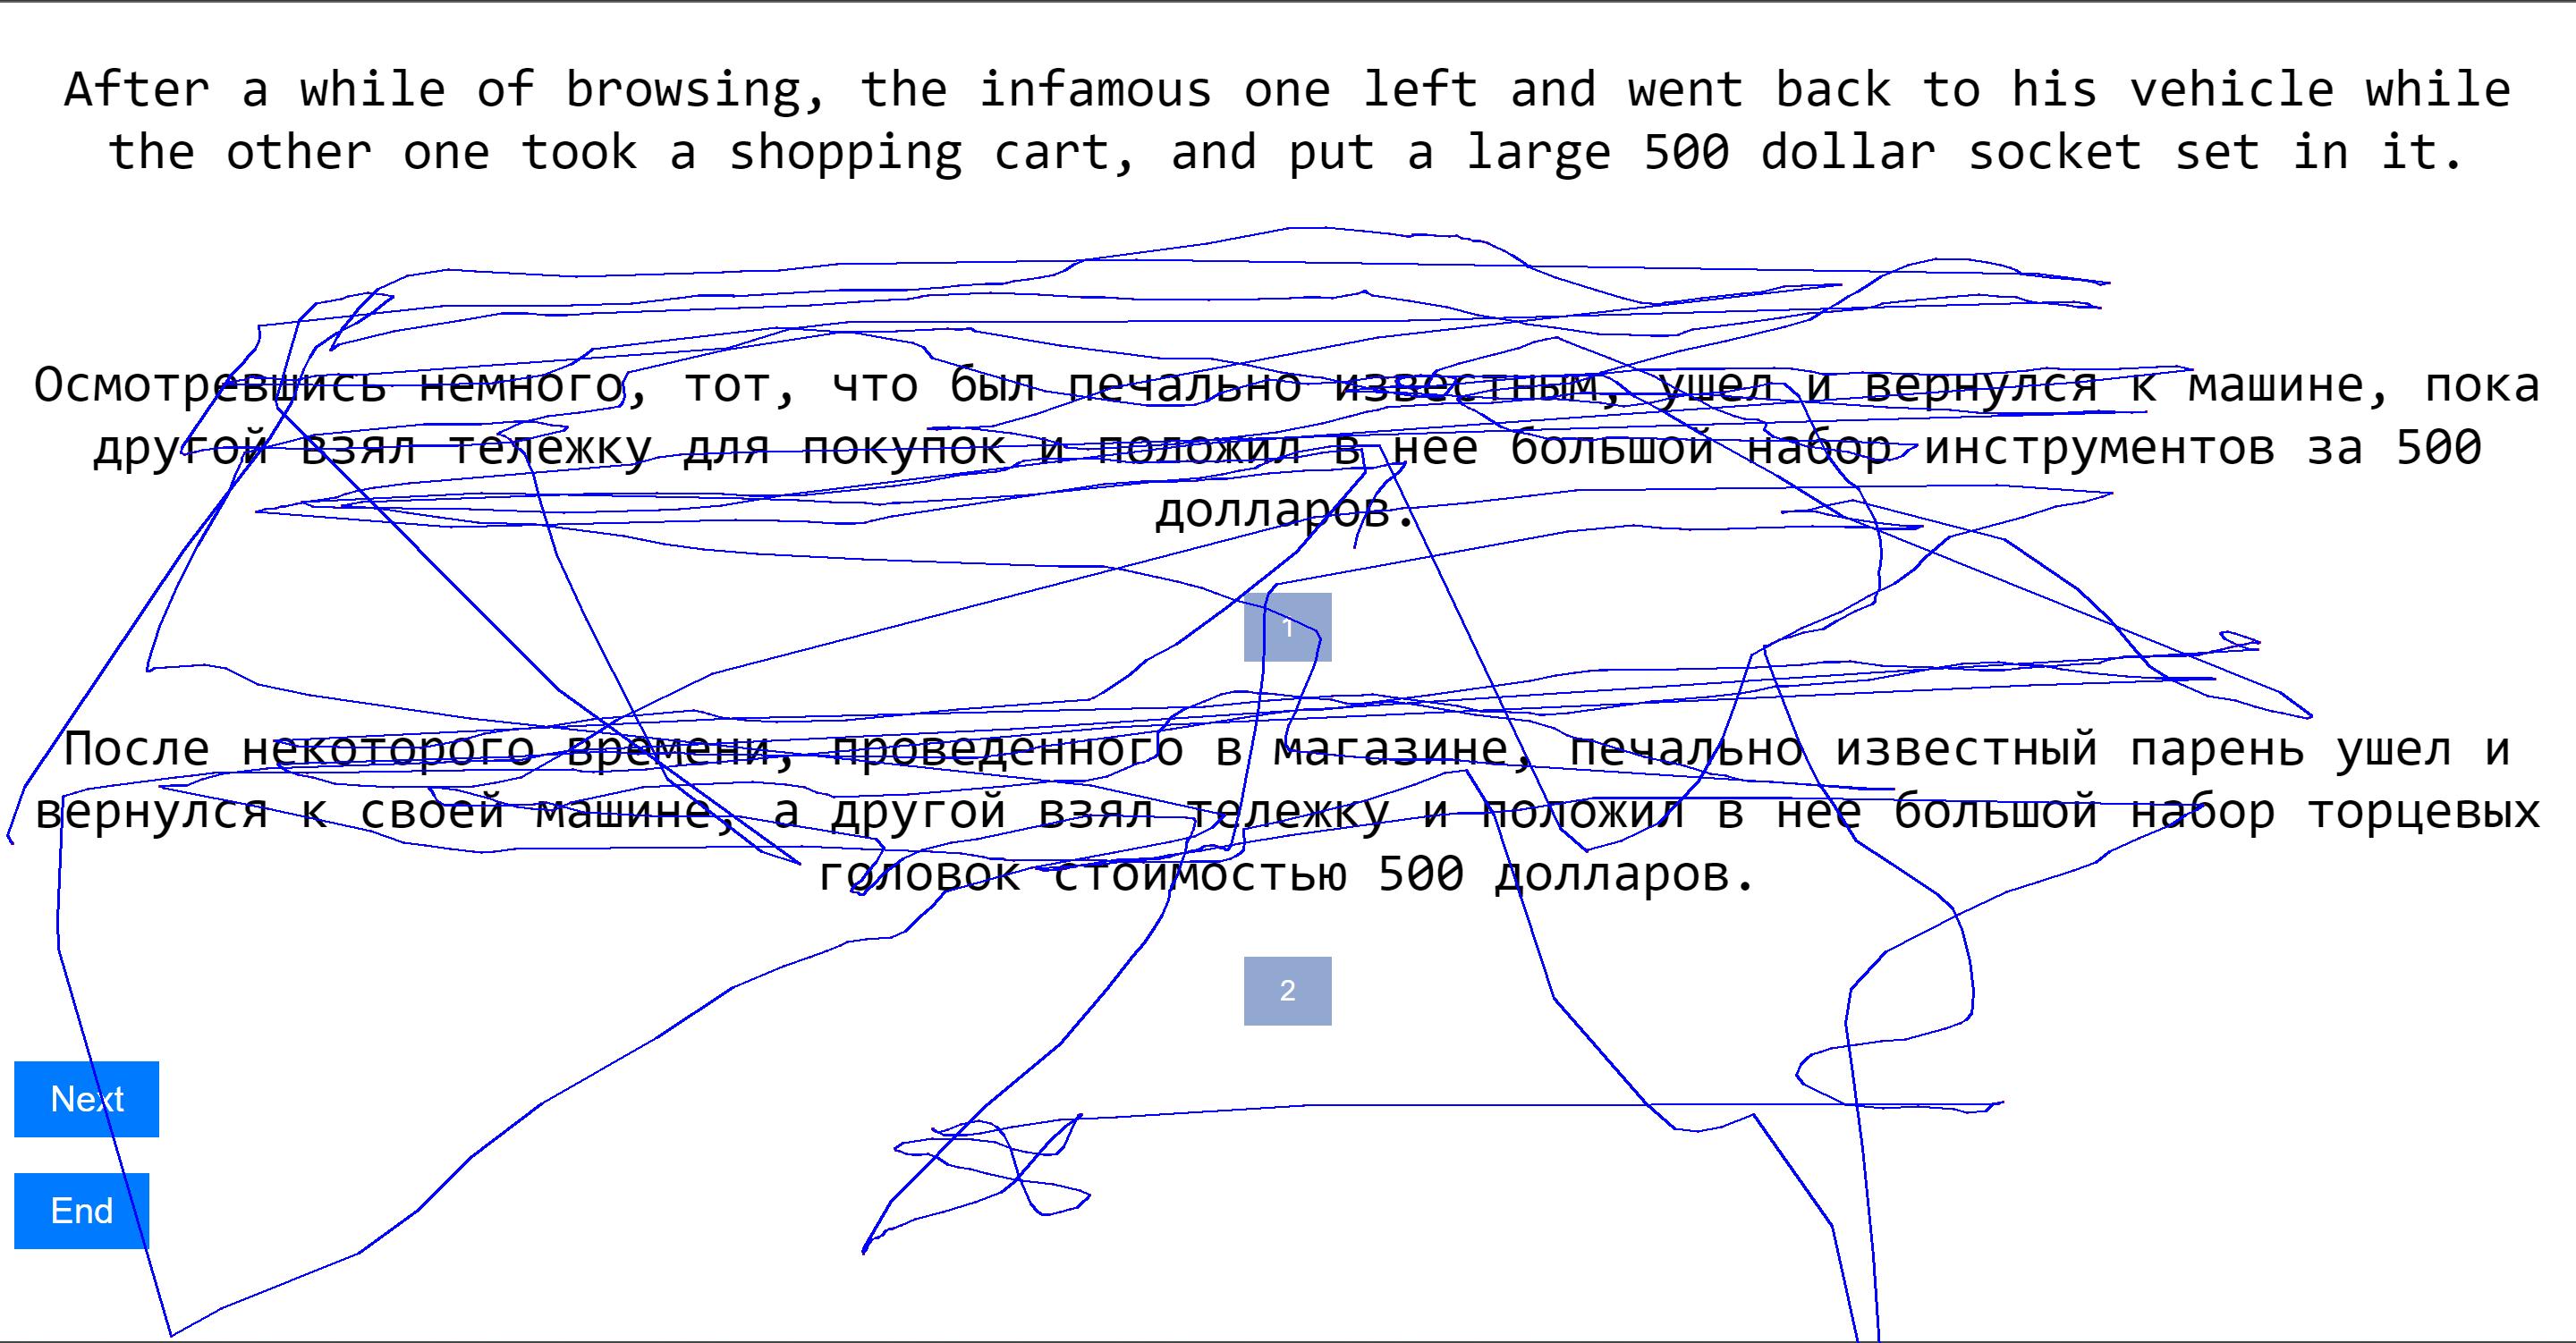 After a while of browsing, the infamous one left and went back to his vehicle while
the other one took a shopping cart, and put a large 500 dollar socket set in it.
Осмотревшись немного, тот, что был печально известным, ушел и вернулся к машине, пока
другой взял тележку для покупок и положил в нее большой набор инструментов за 500
долларов.
1
После некоторого времени, проведенного в магазине, печально известный парень ушел и
вернулся к своей машине, а другой взял тележку и положил в нее большой набор торцевых
головок стоимостью 500 долларов.
2
Next
End